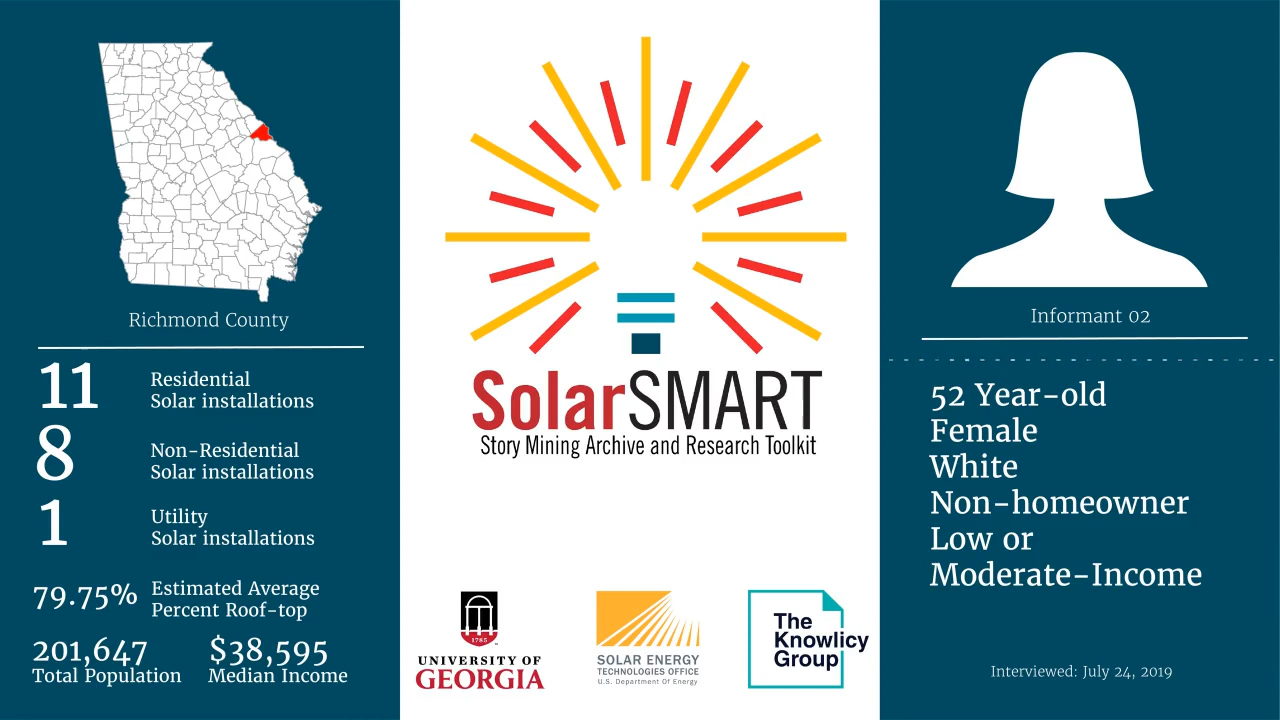 Richmond County
11
Residential
Solar installations
8
Non-Residential
Solar installations
1
Utility
Solar installations
79.75%
Estimated Average
Percent Roof-top
201,647
Total Population
$38,595
Median Income
SolarSMART
Story Mining Archive and Research Toolkit
1785
UNIVERSITY OF
GEORGIA
SOLAR ENERGY
TECHNOLOGIES OFFICE
U.S. Department Of Energy
The
Knowlicy
Group
Informant 02
52 Year-old
Female
White
Non-homeowner
Low or
Moderate-Income
Interviewed: July 24, 2019